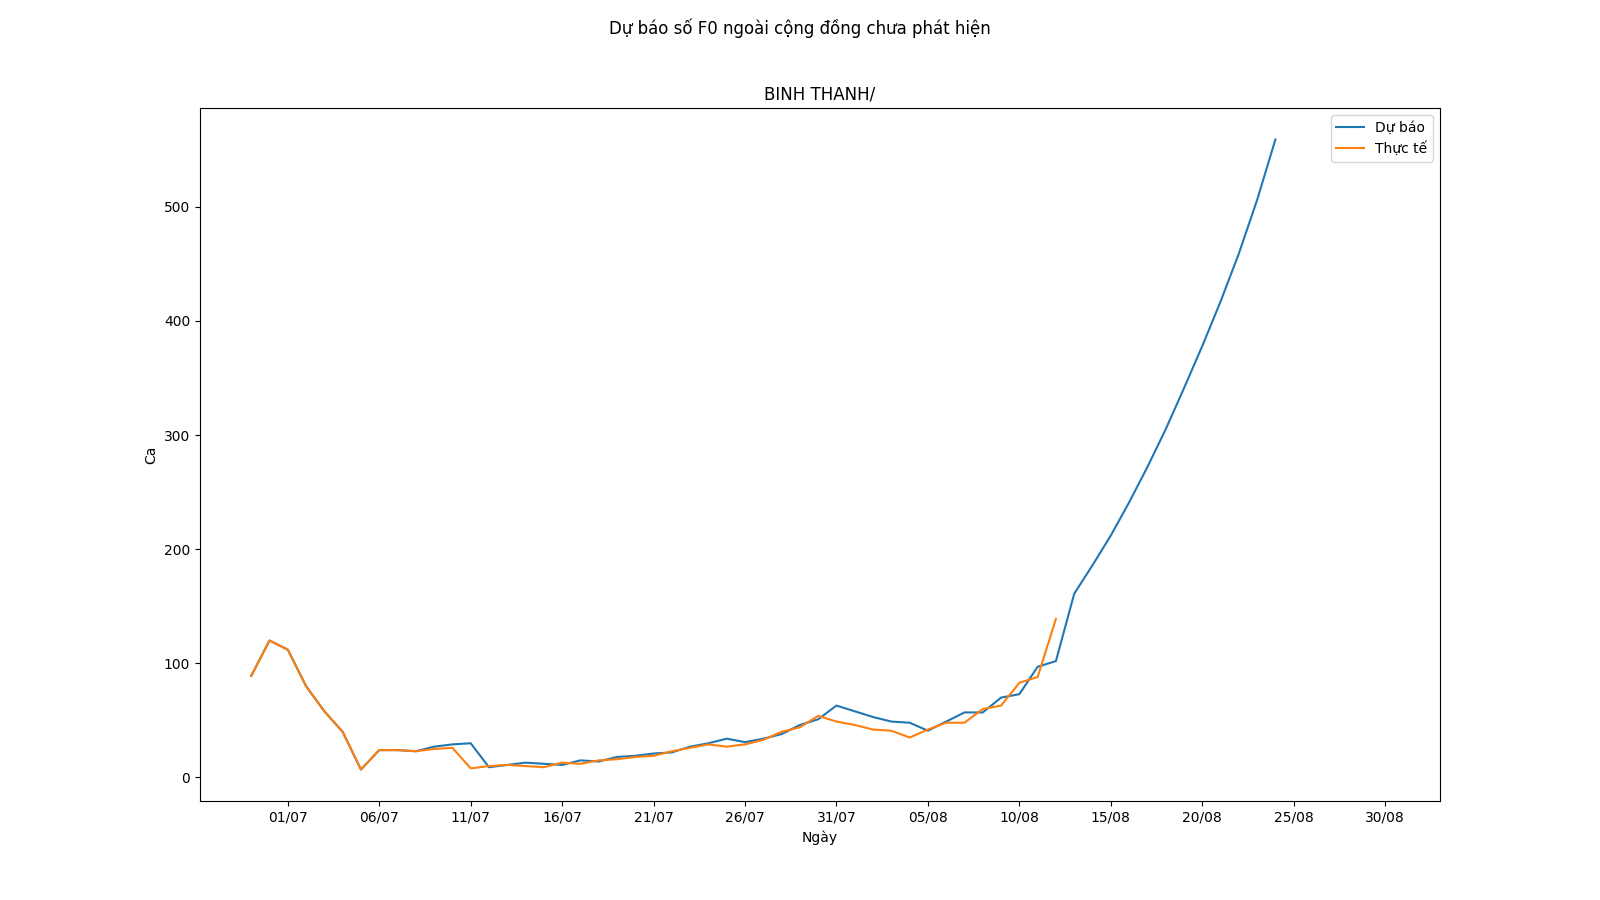 Dự báo số F0 ngoài cộng đồng chưa phát hiện
BINH THANH/
Dự báo
Thực tế
500
400
300
200
100
0
Ca
01/07 06/07 11/07 16/07 21/07 26/07 31/07 05/08 10/08 15/08 20/08 25/08 30/08
Ngày